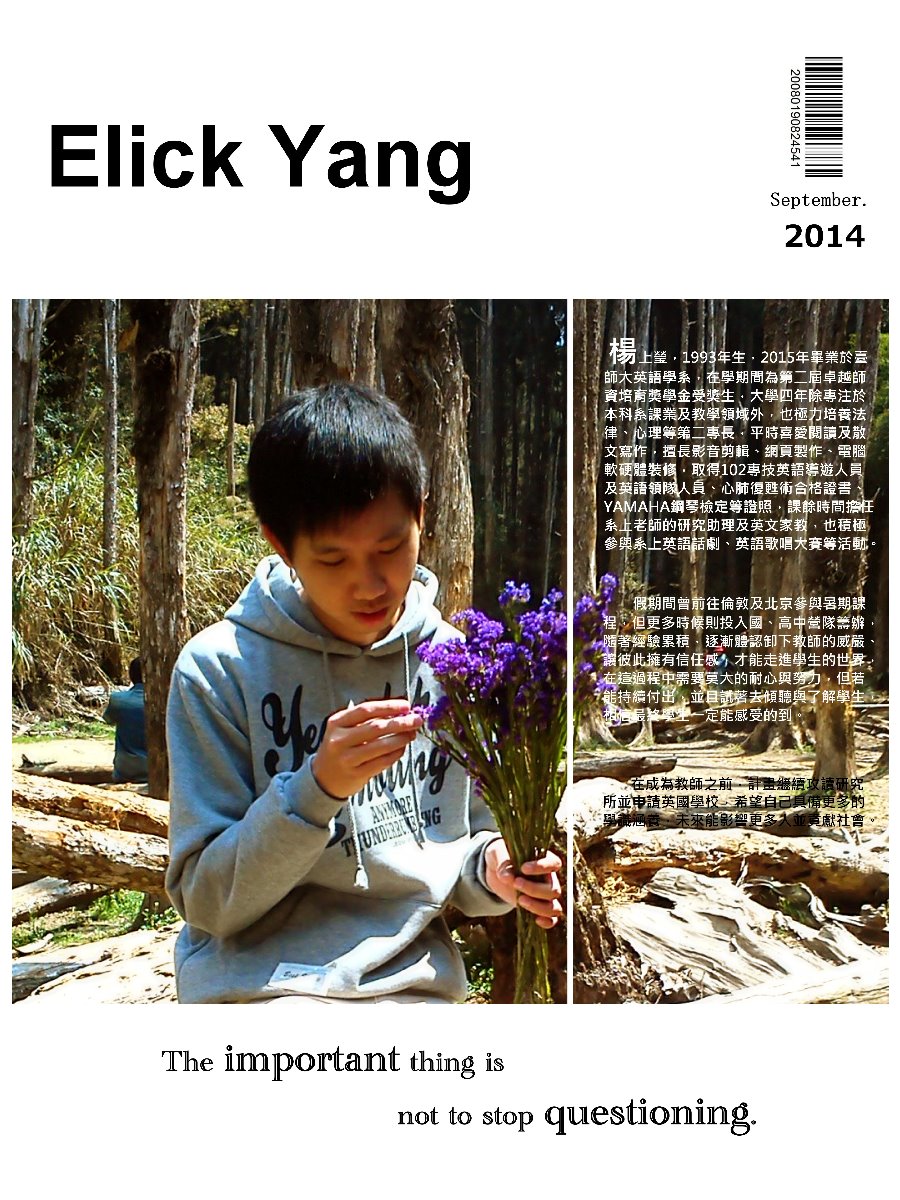 20080190824541
Elick Yang
September.
2014
楊上瑩，1993年生，2015年畢業於臺
師大英語學系，在學期間為第二屆卓越師
資培育獎學金受獎生，大學四年除專注於
本科系課業及教學領域外，也極力培養法
律、心理等第二專長，平時喜愛閱讀及散
文寫作，擅長影音剪輯、網頁製作、電腦
軟硬體裝修，取得102專技英語導遊人員
及英語領隊人員、心肺復甦術合格證書、
YAMAHA鋼琴檢定等證照，課餘時間擔任
系上老師的研究助理及英文家教，也積極
參與系上英語話劇、英語歌唱大賽等活動。
假期間曾前往倫敦及北京參與暑期課
程，但更多時候則投入國、高中營隊籌辦，
隨著經驗累積，逐漸體認卸下教師的威嚴、
讓彼此擁有信任感，才能走進學生的世界，
在這過程中需要莫大的耐心與努力，但若
能持續付出，並且試著去傾聽與了解學生，
相信最終學生一定能感受的到。
在成為教師之前，計畫繼續攻讀研究
所並申請英國學校，希望自己具備更多的
學識涵養，未來能影響更多人並貢獻社會。
ANYMORE
The important thing is
not to stop questioning.